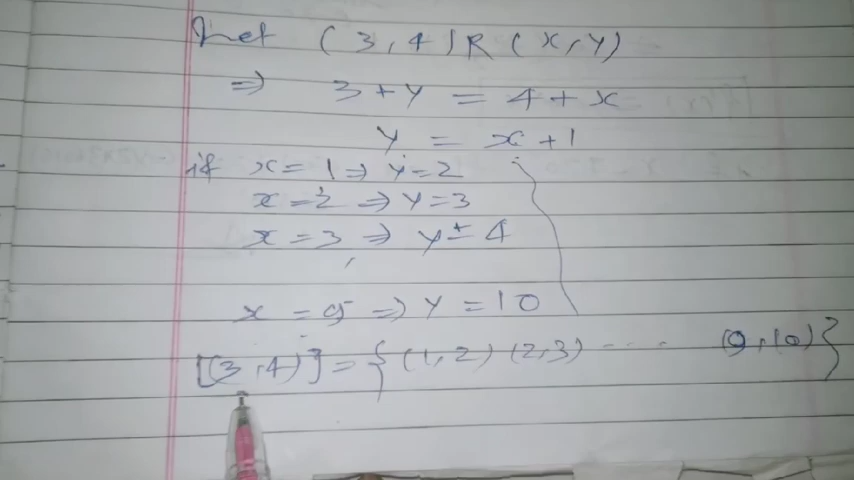 Let (3,4) R (x,y)
⇒ 3+y = 4+x
y = x+1
if x=1 ⇒ y=2
x=2 ⇒ y=3
x=3 ⇒ y=4
x = 9 ⇒ y = 10
[(3,4)] = { (1,2) (2,3) ---- (9,10) }